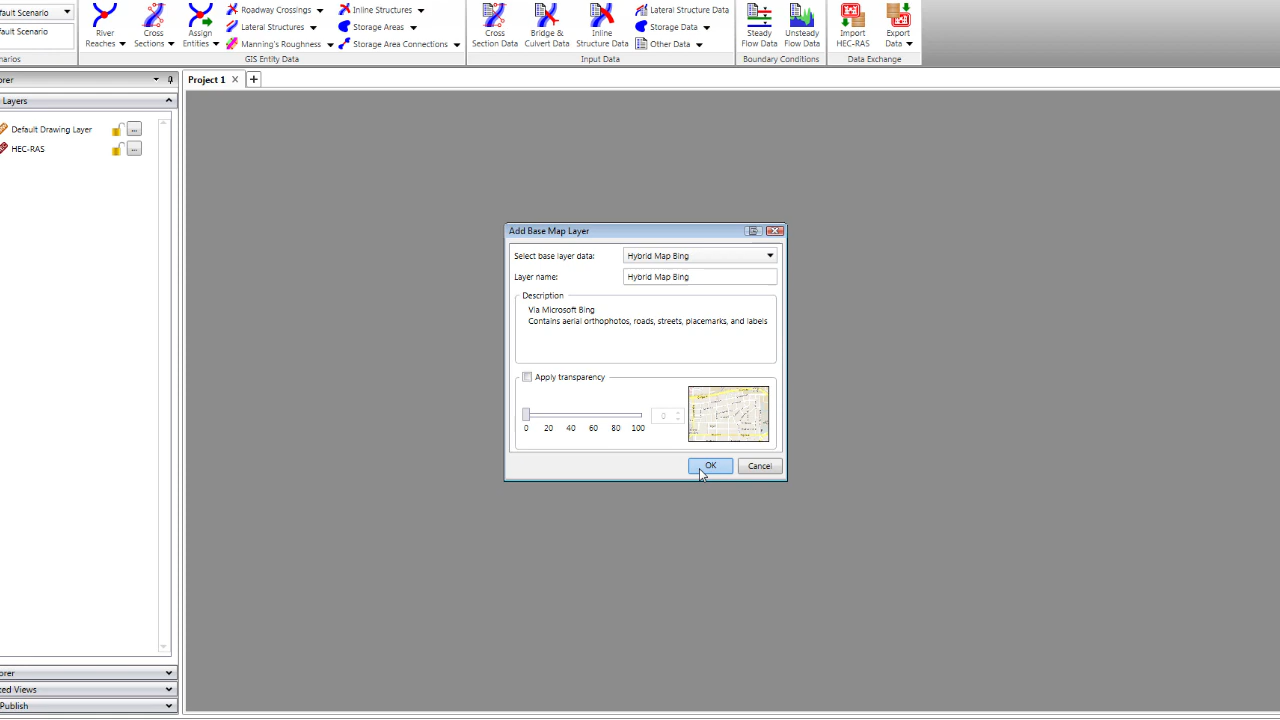 fault Scenario
fault Scenario
narios
River Reaches
Cross Sections
Assign Entities
Roadway Crossings
Lateral Structures
Manning's Roughness
Inline Structures
Storage Areas
Storage Area Connections
GIS Entity Data
Cross Section Data
Bridge & Culvert Data
Inline Structure Data
Lateral Structure Data
Storage Data
Other Data
Input Data
Steady Flow Data
Unsteady Flow Data
Boundary Conditions
Import HEC-RAS
Export Data
Data Exchange
orer
Project 1
Layers
Default Drawing Layer
...
HEC-RAS
...
Add Base Map Layer
Select base layer data:
Hybrid Map Bing
Layer name:
Hybrid Map Bing
Description
Via Microsoft Bing
Contains aerial orthophotos, roads, streets, placemarks, and labels
Apply transparency
0
0 20 40 60 80 100
OK
Cancel
orer
ted Views
Publish